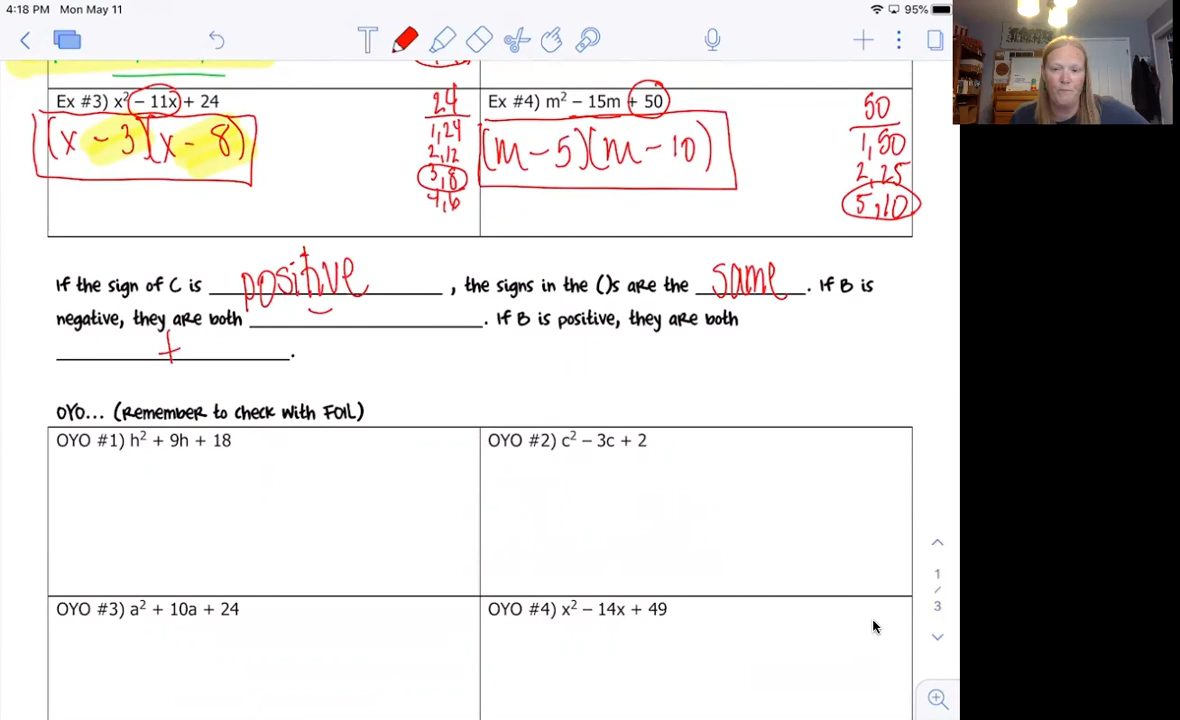 4:18 PM Mon May 11
95%
Ex #3) x² – 11x + 24
(x – 3)(x – 8)
24
1,24
2,12
3,8
4,6
Ex #4) m² – 15m + 50
(m – 5)(m – 10)
50
1,50
2,25
5,10
If the sign of C is positive, the signs in the ()s are the same. If B is
negative, they are both –. If B is positive, they are both
+.
OYO... (Remember to check with FOIL)
OYO #1) h² + 9h + 18
OYO #2) c² – 3c + 2
OYO #3) a² + 10a + 24
OYO #4) x² – 14x + 49
1
/
3